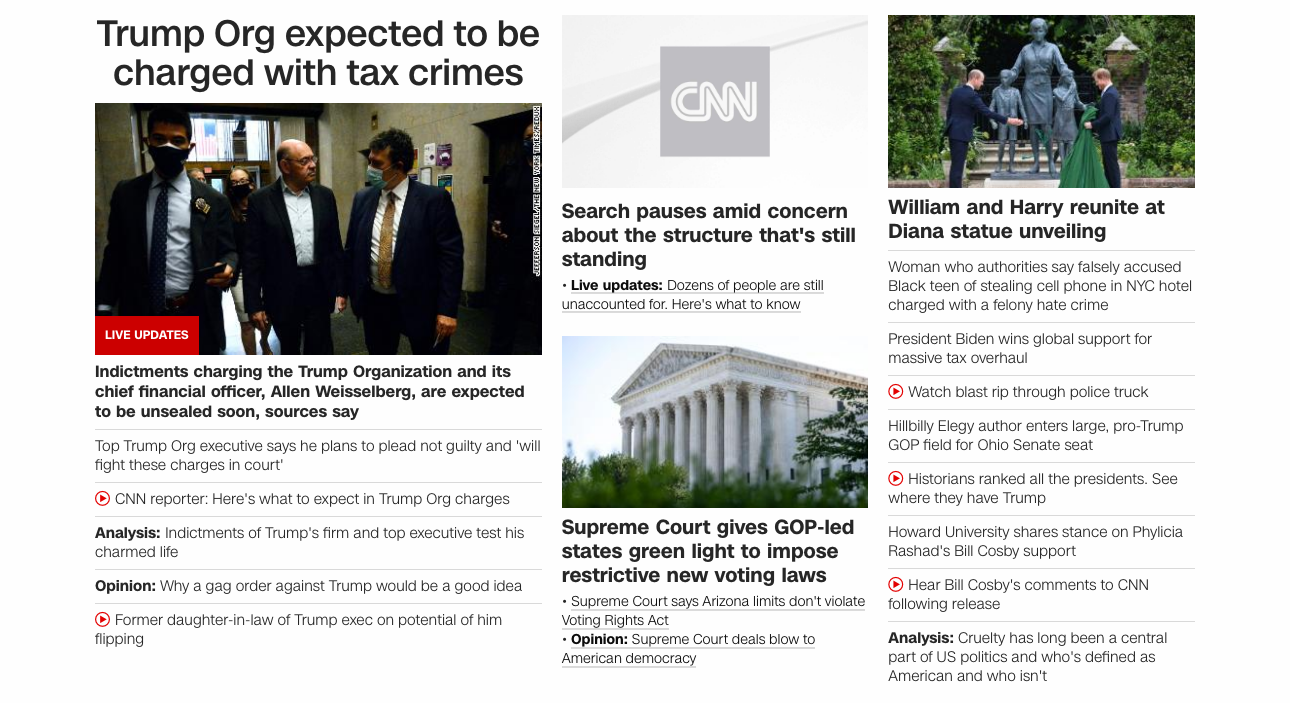 Trump Org expected to be
charged with tax crimes
JEFFERSON SIEGEL/THE NEW YORK TIMES/REDUX
LIVE UPDATES
Indictments charging the Trump Organization and its
chief financial officer, Allen Weisselberg, are expected
to be unsealed soon, sources say
Top Trump Org executive says he plans to plead not guilty and 'will
fight these charges in court'
CNN reporter: Here's what to expect in Trump Org charges
Analysis: Indictments of Trump's firm and top executive test his
charmed life
Opinion: Why a gag order against Trump would be a good idea
Former daughter-in-law of Trump exec on potential of him
flipping
CNN
Search pauses amid concern
about the structure that's still
standing
• Live updates: Dozens of people are still
unaccounted for. Here's what to know
Supreme Court gives GOP-led
states green light to impose
restrictive new voting laws
• Supreme Court says Arizona limits don't violate
Voting Rights Act
• Opinion: Supreme Court deals blow to
American democracy
William and Harry reunite at
Diana statue unveiling
Woman who authorities say falsely accused
Black teen of stealing cell phone in NYC hotel
charged with a felony hate crime
President Biden wins global support for
massive tax overhaul
Watch blast rip through police truck
Hillbilly Elegy author enters large, pro-Trump
GOP field for Ohio Senate seat
Historians ranked all the presidents. See
where they have Trump
Howard University shares stance on Phylicia
Rashad's Bill Cosby support
Hear Bill Cosby's comments to CNN
following release
Analysis: Cruelty has long been a central
part of US politics and who's defined as
American and who isn't